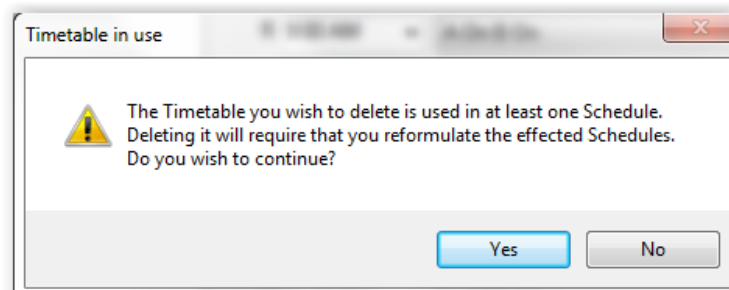 Timetable in use
The Timetable you wish to delete is used in at least one Schedule.
Deleting it will require that you reformulate the effected Schedules.
Do you wish to continue?
Yes
No